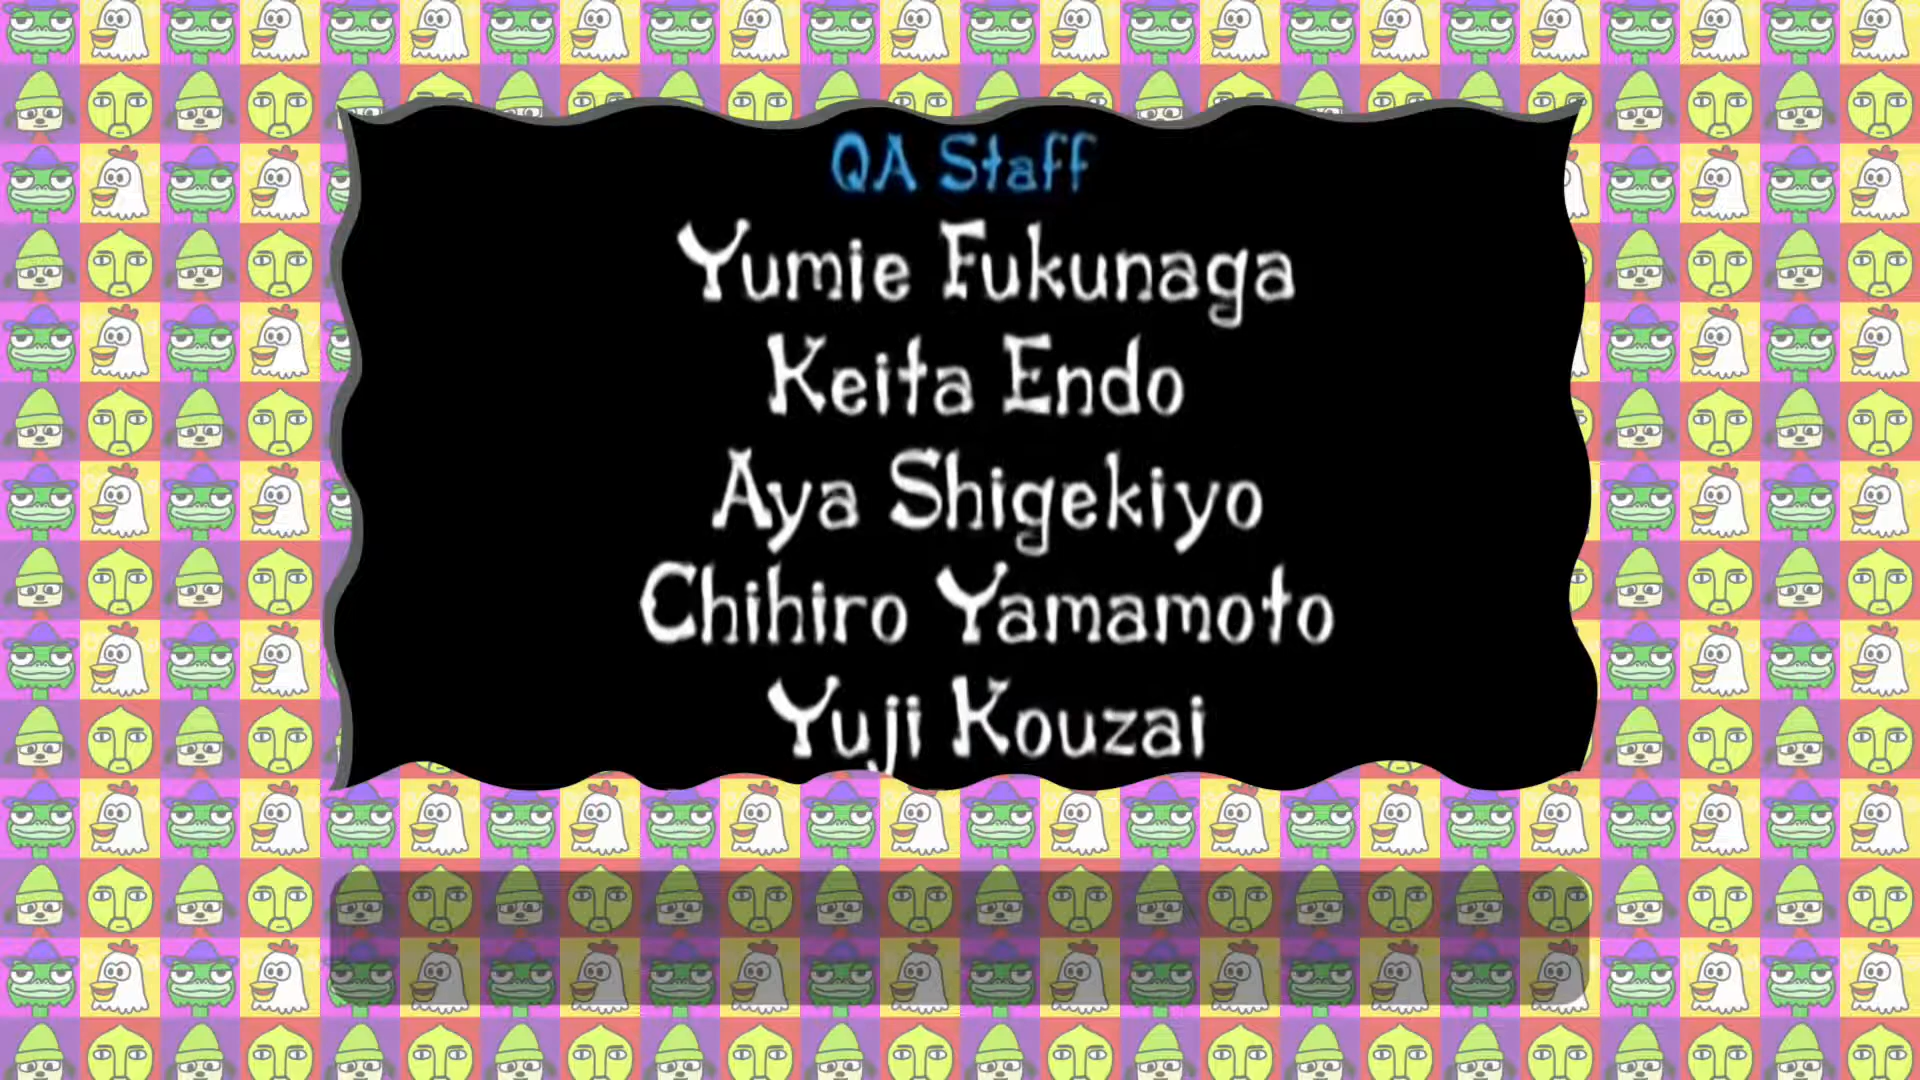 QA Staff
Yumie Fukunaga
Keita Endo
Aya Shigekiyo
Chihiro Yamamoto
Yuji Kouzai